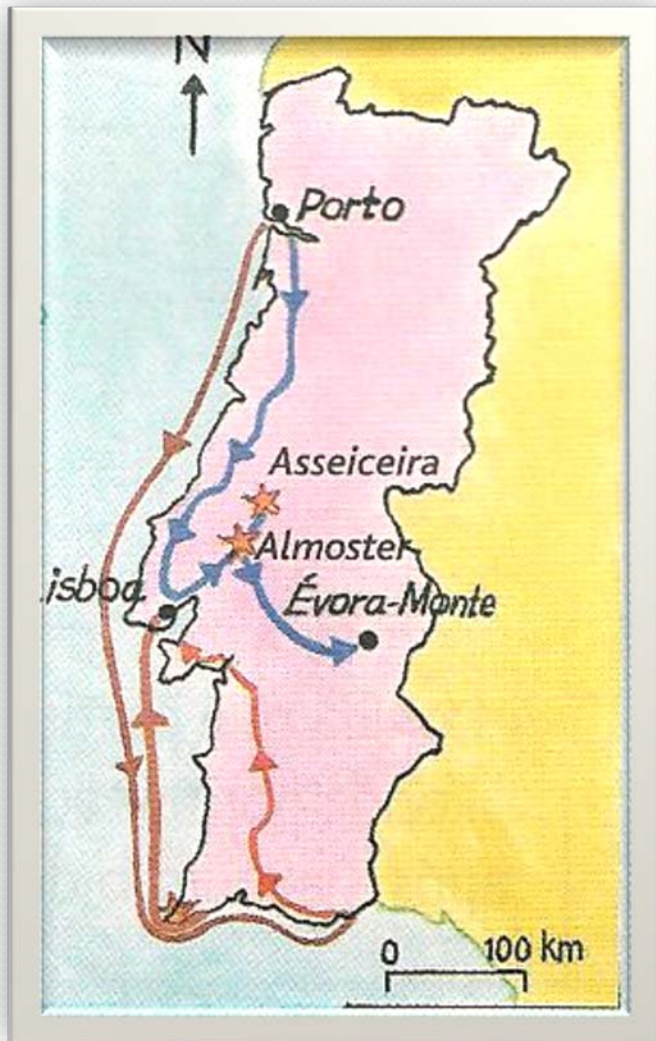 N
Porto
Asseiceira
Almoster
isboa
Évora-Monte
0 100 km